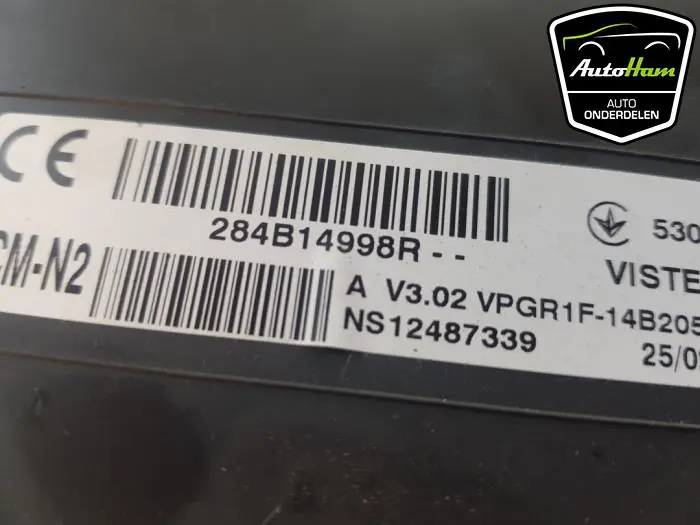 AutoHam
AUTO
ONDERDELEN
CE
284B14998R - -
530
CM-N2
VISTE
A V3.02 VPGR1F-14B205
NS12487339
25/0